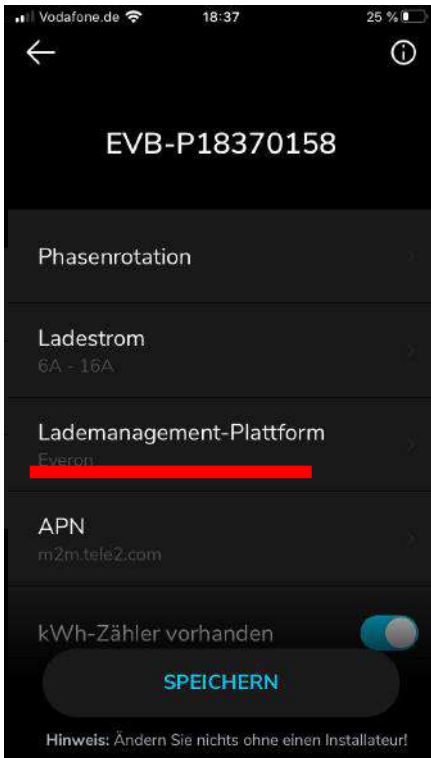 Vodafone.de 18:37 25 %
EVB-P18370158
Phasenrotation
Ladestrom
6A - 16A
Lademanagement-Plattform
Everon
APN
m2m.tele2.com
kWh-Zähler vorhanden
SPEICHERN
Hinweis: Ändern Sie nichts ohne einen Installateur!